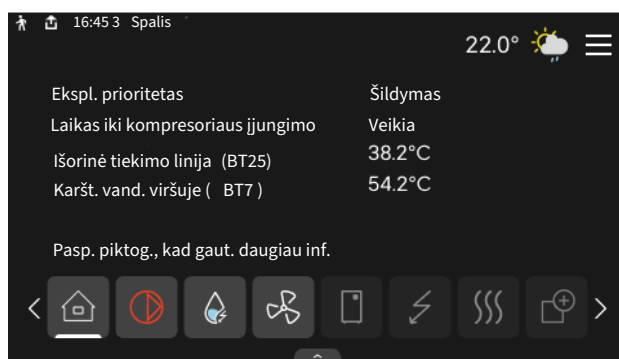 16:45 3 Spalis
22.0°
Ekspl. prioritetas Šildymas
Laikas iki kompresoriaus įjungimo Veikia
Išorinė tiekimo linija (BT25) 38.2°C
Karšt. vand. viršuje ( BT7 ) 54.2°C
Pasp. piktog., kad gaut. daugiau inf.